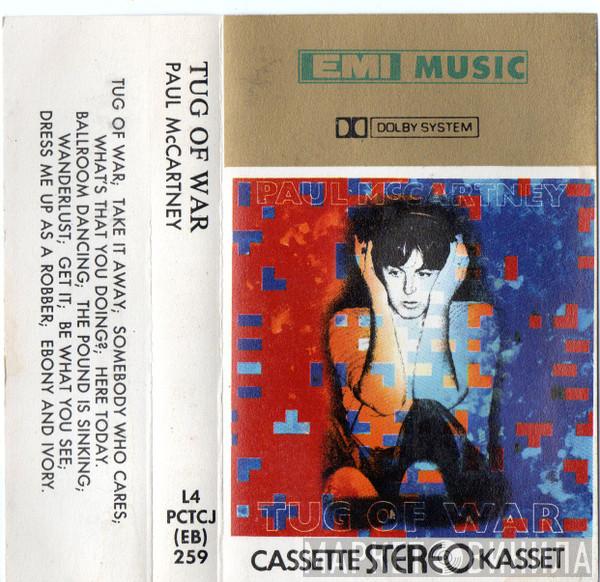 TUG OF WAR; TAKE IT AWAY; SOMEBODY WHO CARES;
WHAT'S THAT YOU DOING?; HERE TODAY.
BALLROOM DANCING; THE POUND IS SINKING;
WANDERLUST; GET IT; BE WHAT YOU SEE;
DRESS ME UP AS A ROBBER; EBONY AND IVORY.
TUG OF WAR
PAUL McCARTNEY
L4
PCTCJ
(EB)
259
EMI MUSIC
DOLBY SYSTEM
PAUL McCARTNEY
TUG OF WAR
CASSETTE STEREO KASSET